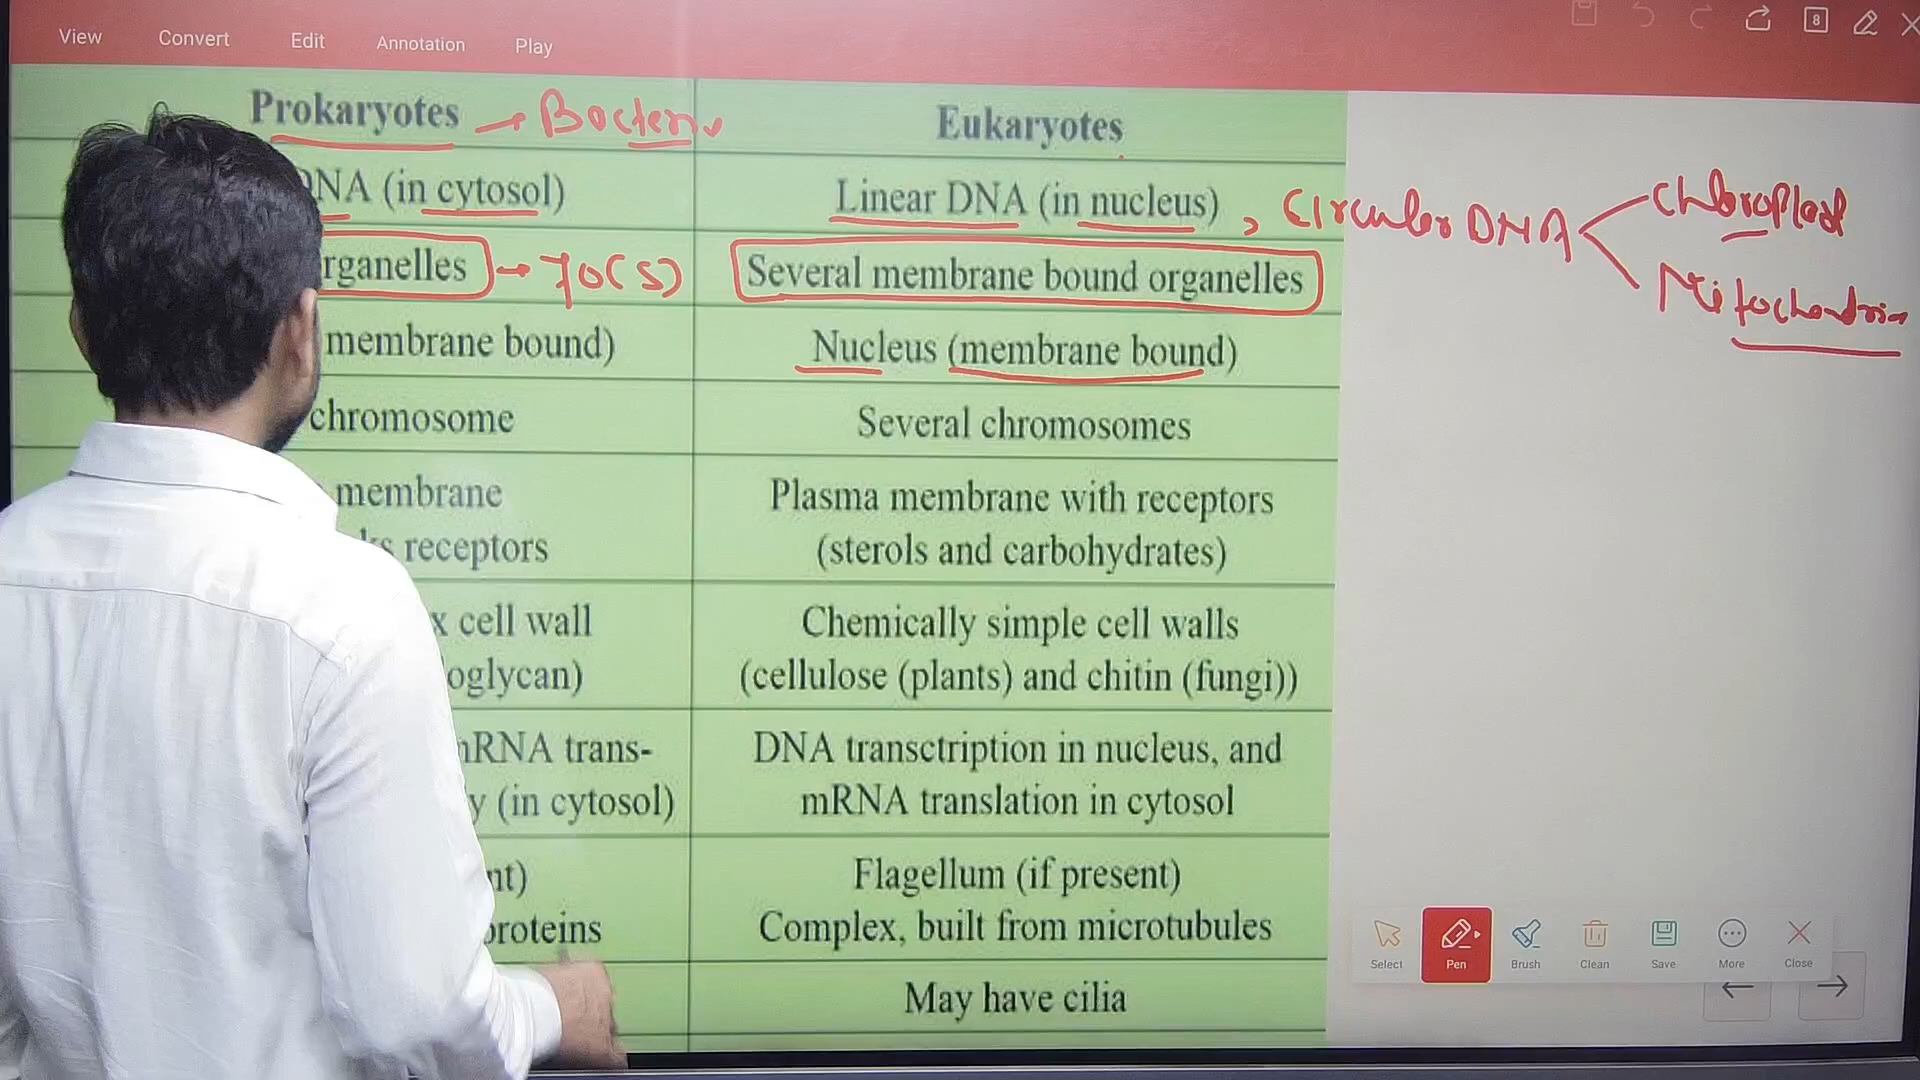 View Convert Edit Annotation Play
8
Prokaryotes → Bacteria
Eukaryotes
DNA (in cytosol)
Linear DNA (in nucleus) , Circular DNA
Chloroplast
Mitochondria
organelles → 70(S)
Several membrane bound organelles
membrane bound)
Nucleus (membrane bound)
chromosome
Several chromosomes
membrane
receptors
Plasma membrane with receptors
(sterols and carbohydrates)
x cell wall
oglycan)
Chemically simple cell walls
(cellulose (plants) and chitin (fungi))
mRNA trans-
y (in cytosol)
DNA transctription in nucleus, and
mRNA translation in cytosol
nt)
proteins
Flagellum (if present)
Complex, built from microtubules
May have cilia
Select Pen Brush Clean Save More Close